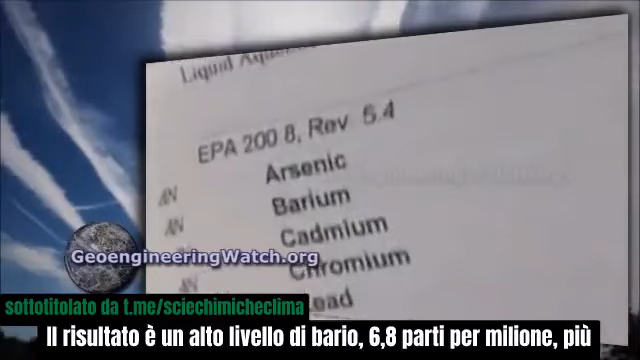 Liquid Aqueous
EPA 200 8, Rev 5.4
AN Arsenic
AN Barium
Cadmium
AN Chromium
Lead
GeoengineeringWatch.org
sottotitolato da t.me/sciechimicheclima
Il risultato è un alto livello di bario, 6,8 parti per milione, più